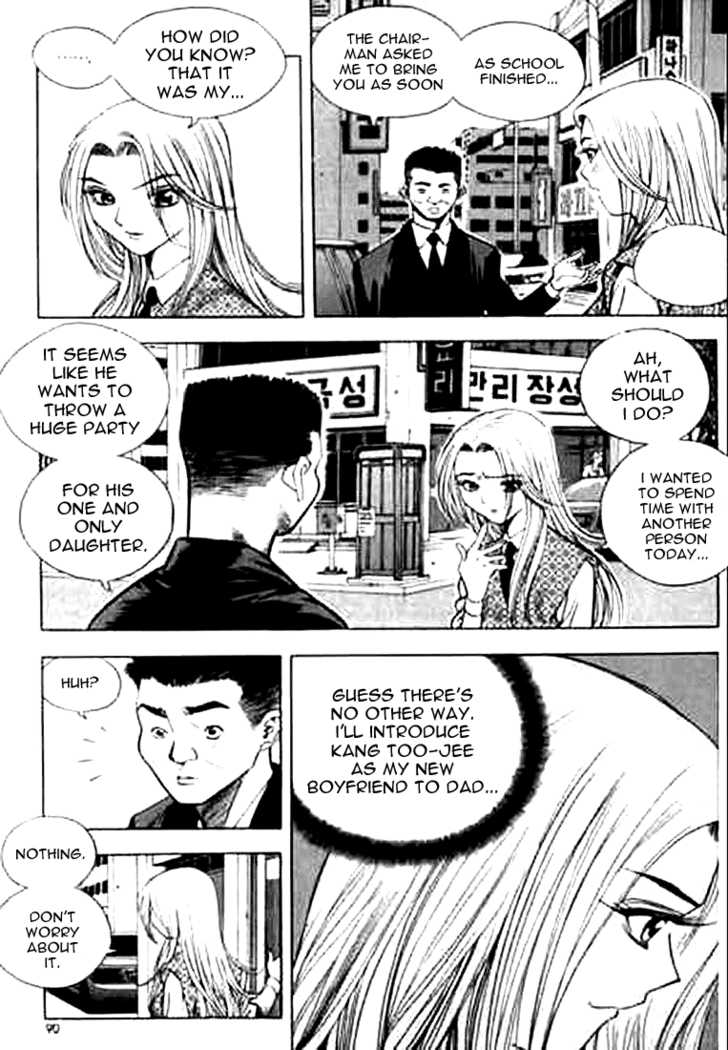 ......
HOW DID
YOU KNOW?
THAT IT
WAS MY...
THE CHAIR-
MAN ASKED
ME TO BRING
YOU AS SOON
AS SCHOOL
FINISHED...
IT SEEMS
LIKE HE
WANTS TO
THROW A
HUGE PARTY
FOR HIS
ONE AND
ONLY
DAUGHTER.
금성
만리장성
AH,
WHAT
SHOULD
I DO?
I WANTED
TO SPEND
TIME WITH
ANOTHER
PERSON
TODAY...
HUH?
GUESS THERE'S
NO OTHER WAY.
I'LL INTRODUCE
KANG TOO-JEE
AS MY NEW
BOYFRIEND TO DAD...
NOTHING.
DON'T
WORRY
ABOUT
IT.
90